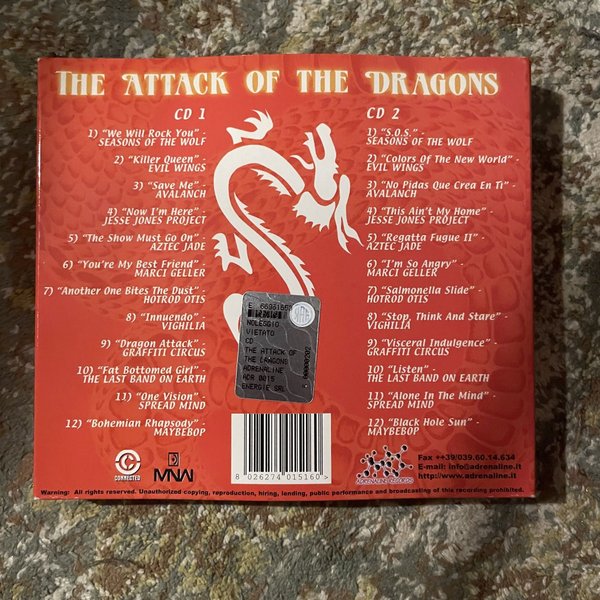 THE ATTACK OF THE DRAGONS
CD 1
1) "We Will Rock You" -
SEASONS OF THE WOLF
2) "Killer Queen" -
EVIL WINGS
3) "Save Me" -
AVALANCH
4) "Now I'm Here" -
JESSE JONES PROJECT
5) "The Show Must Go On" -
AZTEC JADE
6) "You're My Best Friend" -
MARCI GELLER
7) "Another One Bites The Dust" -
HOTROD OTIS
8) "Innuendo" -
VIGHILIA
9) "Dragon Attack" -
GRAFFITI CIRCUS
10) "Fat Bottomed Girl" -
THE LAST BAND ON EARTH
11) "One Vision" -
SPREAD MIND
12) "Bohemian Rhapsody" -
MAYBEBOP
CD 2
1) "S.O.S." -
SEASONS OF THE WOLF
2) "Colors Of The New World" -
EVIL WINGS
3) "No Pidas Que Crea En Ti" -
AVALANCH
4) "This Ain't My Home" -
JESSE JONES PROJECT
5) "Regatta Fugue II" -
AZTEC JADE
6) "I'm So Angry" -
MARCI GELLER
7) "Salmonella Slide" -
HOTROD OTIS
8) "Stop, Think And Stare" -
VIGHILIA
9) "Visceral Indulgence" -
GRAFFITI CIRCUS
10) "Listen" -
THE LAST BAND ON EARTH
11) "Alone In The Mind" -
SPREAD MIND
12) "Black Hole Sun" -
MAYBEBOP
NOLEGGIO
VIETATO
CD
THE ATTACK OF
THE DRAGONS
ADRENALINE
ADR 0015
ENERGIE SRL
8 026274 015160 >
CONNECTED
MNW
ADRENALINE RECORDS
Fax ++39/039.60.14.634
E-mail: info@adrenaline.it
http://www.adrenaline.it
Warning: All rights reserved. Unauthorized copying, reproduction, hiring, lending, public performance and broadcasting of this recording prohibited.